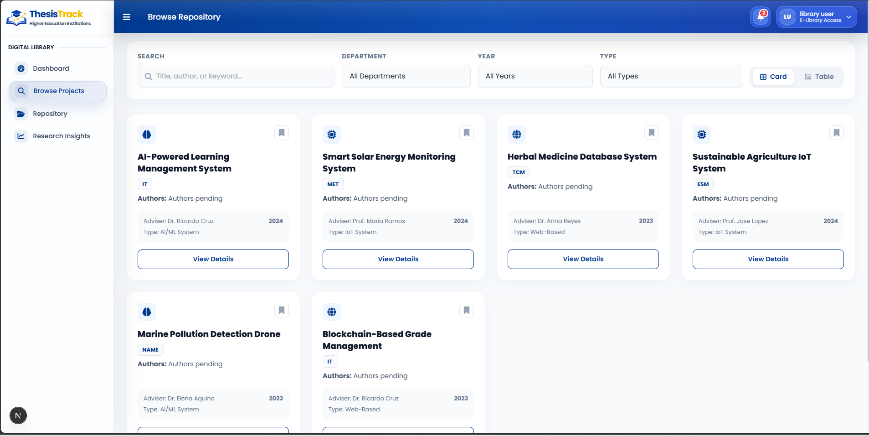 ThesisTrack
Higher Education Institutions
Browse Repository
2
LU
library user
E-Library Access
DIGITAL LIBRARY
Dashboard
Browse Projects
Repository
Research Insights
SEARCH
DEPARTMENT
YEAR
TYPE
Title, author, or keyword...
All Departments
All Years
All Types
Card
Table
AI-Powered Learning
Management System
IT
Authors: Authors pending
Adviser: Dr. Ricardo Cruz
2024
Type: AI/ML System
View Details
Smart Solar Energy Monitoring
System
MET
Authors: Authors pending
Adviser: Prof. Maria Ramos
2024
Type: IoT System
View Details
Herbal Medicine Database System
TCM
Authors: Authors pending
Adviser: Dr. Anna Reyes
2023
Type: Web-Based
View Details
Sustainable Agriculture IoT
System
ESM
Authors: Authors pending
Adviser: Prof. Jose Lopez
2024
Type: IoT System
View Details
Marine Pollution Detection Drone
NAME
Authors: Authors pending
Adviser: Dr. Elena Aquino
2023
Type: AI/ML System
Blockchain-Based Grade
Management
IT
Authors: Authors pending
Adviser: Dr. Ricardo Cruz
2023
Type: Web-Based
N